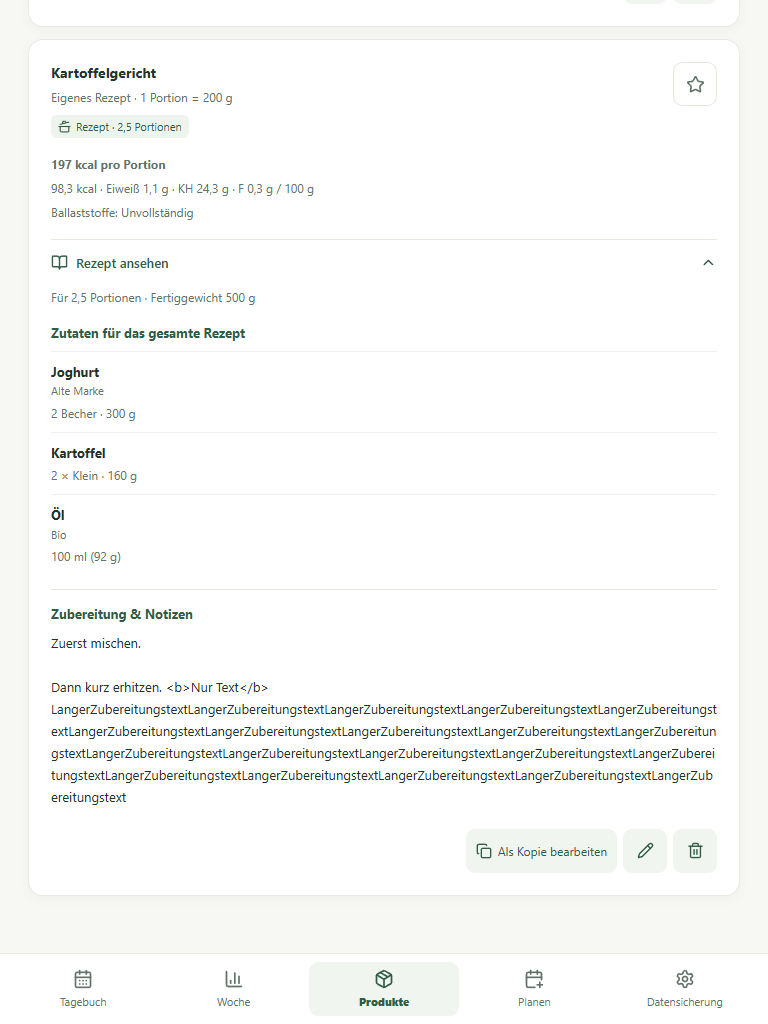 Kartoffelgericht
Eigenes Rezept · 1 Portion = 200 g
Rezept · 2,5 Portionen
197 kcal pro Portion
98,3 kcal · Eiweiß 1,1 g · KH 24,3 g · F 0,3 g / 100 g
Ballaststoffe: Unvollständig
Rezept ansehen
Für 2,5 Portionen · Fertiggewicht 500 g
Zutaten für das gesamte Rezept
Joghurt
Alte Marke
2 Becher · 300 g
Kartoffel
2 × Klein · 160 g
Öl
Bio
100 ml (92 g)
Zubereitung & Notizen
Zuerst mischen.
Dann kurz erhitzen. <b>Nur Text</b>
LangerZubereitungstextLangerZubereitungstextLangerZubereitungstextLangerZubereitungstextLangerZubereitungst
extLangerZubereitungstextLangerZubereitungstextLangerZubereitungstextLangerZubereitungstextLangerZubereitun
gstextLangerZubereitungstextLangerZubereitungstextLangerZubereitungstextLangerZubereitungstextLangerZuberei
tungstextLangerZubereitungstextLangerZubereitungstextLangerZubereitungstextLangerZubereitungstextLangerZub
ereitungstext
Als Kopie bearbeiten
Tagebuch
Woche
Produkte
Planen
Datensicherung